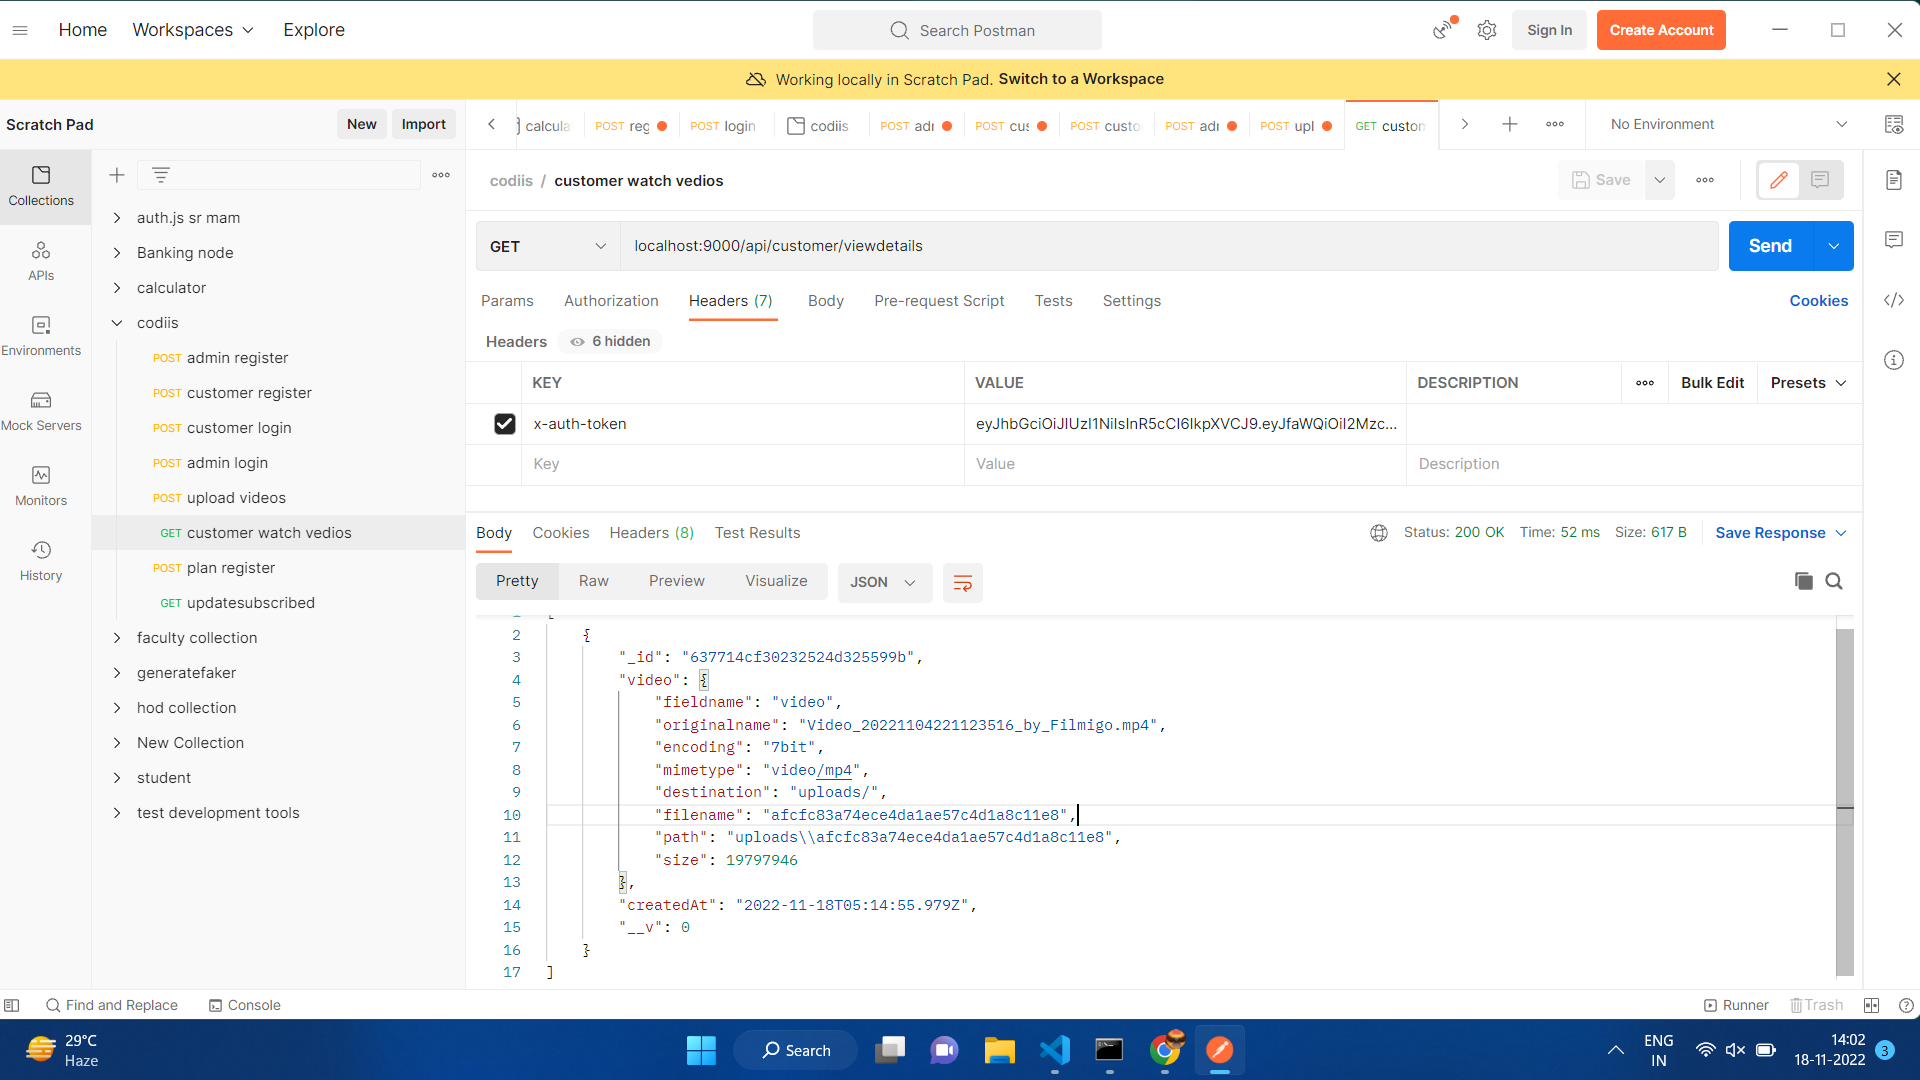 Home Workspaces Explore Search Postman Sign In Create Account
Working locally in Scratch Pad. Switch to a Workspace
Scratch Pad New Import calcula POST reg POST login codiis POST adr POST cus POST custo POST adr POST upl GET custom No Environment
Collections
APIs
Environments
Mock Servers
Monitors
History
auth.js sr mam
Banking node
calculator
codiis
POST admin register
POST customer register
POST customer login
POST admin login
POST upload videos
GET customer watch vedios
POST plan register
GET updatesubscribed
faculty collection
generatefaker
hod collection
New Collection
student
test development tools
codiis / customer watch vedios Save
GET localhost:9000/api/customer/viewdetails Send
Params Authorization Headers (7) Body Pre-request Script Tests Settings Cookies
Headers 6 hidden
KEY VALUE DESCRIPTION Bulk Edit Presets
x-auth-token eyJhbGciOiJIUzI1NiIsInR5cCI6IkpXVCJ9.eyJfaWQiOiI2Mzc...
Key Value Description
Body Cookies Headers (8) Test Results Status: 200 OK Time: 52 ms Size: 617 B Save Response
Pretty Raw Preview Visualize JSON
2 {
3 "_id": "637714cf30232524d325599b",
4 "video": {
5 "fieldname": "video",
6 "originalname": "Video_20221104221123516_by_Filmigo.mp4",
7 "encoding": "7bit",
8 "mimetype": "video/mp4",
9 "destination": "uploads/",
10 "filename": "afcfc83a74ece4da1ae57c4d1a8c11e8",
11 "path": "uploads\\afcfc83a74ece4da1ae57c4d1a8c11e8",
12 "size": 19797946
13 },
14 "createdAt": "2022-11-18T05:14:55.979Z",
15 "__v": 0
16 }
17 ]
Find and Replace Console Runner Trash
29°C
Haze
Search
ENG
IN
14:02
18-11-2022 3